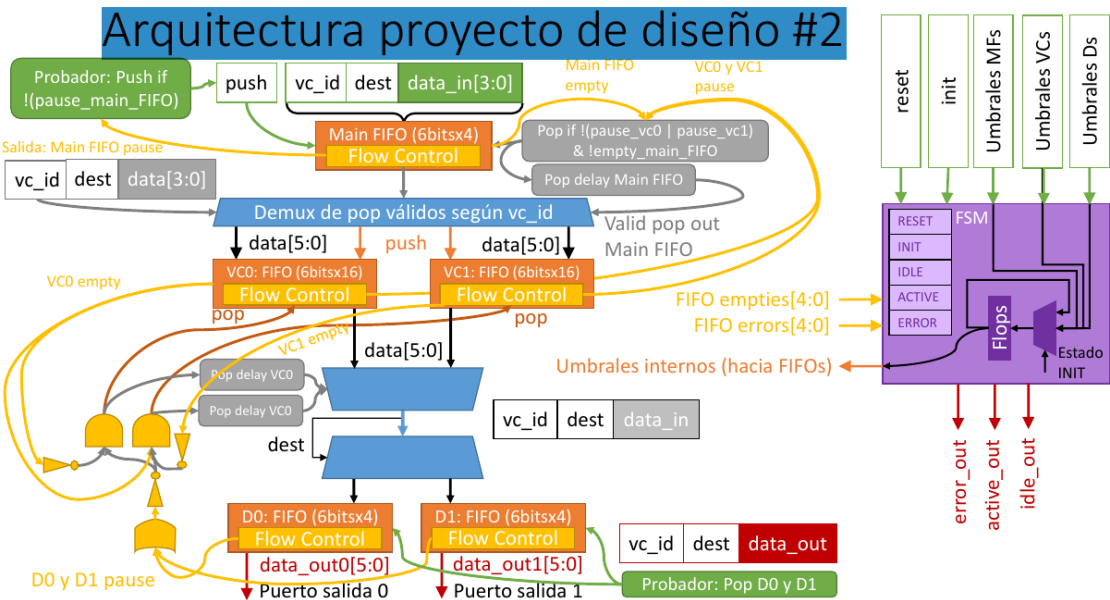 Arquitectura proyecto de diseño #2
Probador: Push if
!(pause_main_FIFO)
push
vc_id
dest
data_in[3:0]
Main FIFO
empty
VC0 y VC1
pause
Main FIFO (6bitsx4)
Flow Control
Pop if !(pause_vc0 | pause_vc1)
& !empty_main_FIFO
Salida: Main FIFO pause
vc_id
dest
data[3:0]
Pop delay Main FIFO
Demux de pop válidos según vc_id
Valid pop out
Main FIFO
data[5:0]
push
data[5:0]
VC0 empty
VC0: FIFO (6bitsx16)
Flow Control
VC1: FIFO (6bitsx16)
Flow Control
pop
pop
VC1 empty
data[5:0]
Pop delay VC0
Pop delay VC0
dest
vc_id
dest
data_in
D0: FIFO (6bitsx4)
Flow Control
D1: FIFO (6bitsx4)
Flow Control
vc_id
dest
data_out
D0 y D1 pause
data_out0[5:0]
data_out1[5:0]
Puerto salida 0
Puerto salida 1
Probador: Pop D0 y D1
reset
init
Umbrales MFs
Umbrales VCs
Umbrales Ds
FSM
RESET
INIT
IDLE
ACTIVE
ERROR
FIFO empties[4:0]
FIFO errors[4:0]
Flops
Estado
INIT
Umbrales internos (hacia FIFOs)
error_out
active_out
idle_out